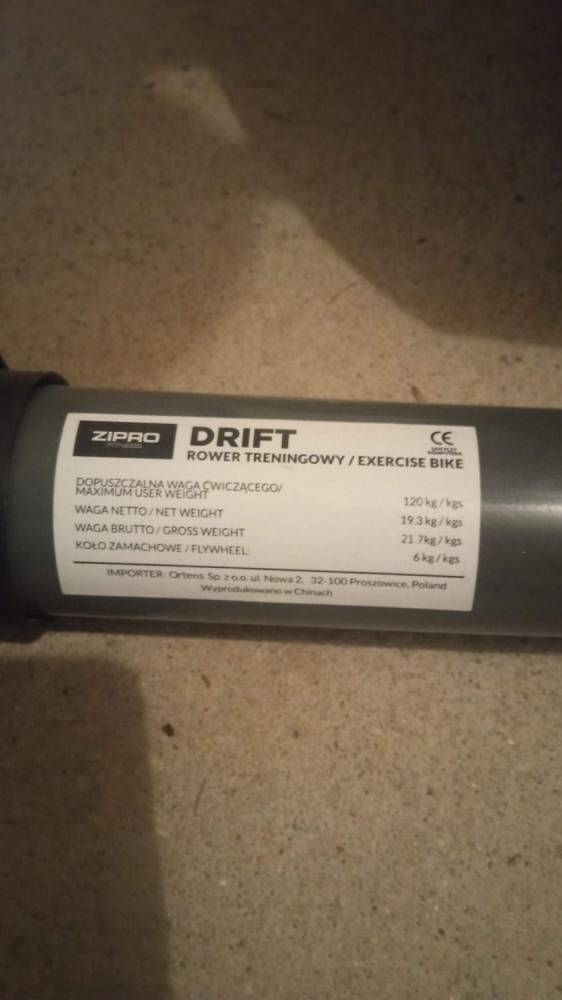 ZIPRO
FITNESS
DRIFT
CE
ROWER TRENINGOWY / EXERCISE BIKE
DOPUSZCZALNA WAGA ĆWICZĄCEGO/
MAXIMUM USER WEIGHT 120 kg / kgs
WAGA NETTO / NET WEIGHT 19.3 kg / kgs
WAGA BRUTTO / GROSS WEIGHT 21.7kg / kgs
KOŁO ZAMACHOWE / FLYWHEEL: 6 kg / kgs
IMPORTER: Ortens Sp. z o.o. ul. Nowa 2, 32-100 Proszowice, Poland
Wyprodukowano w Chinach